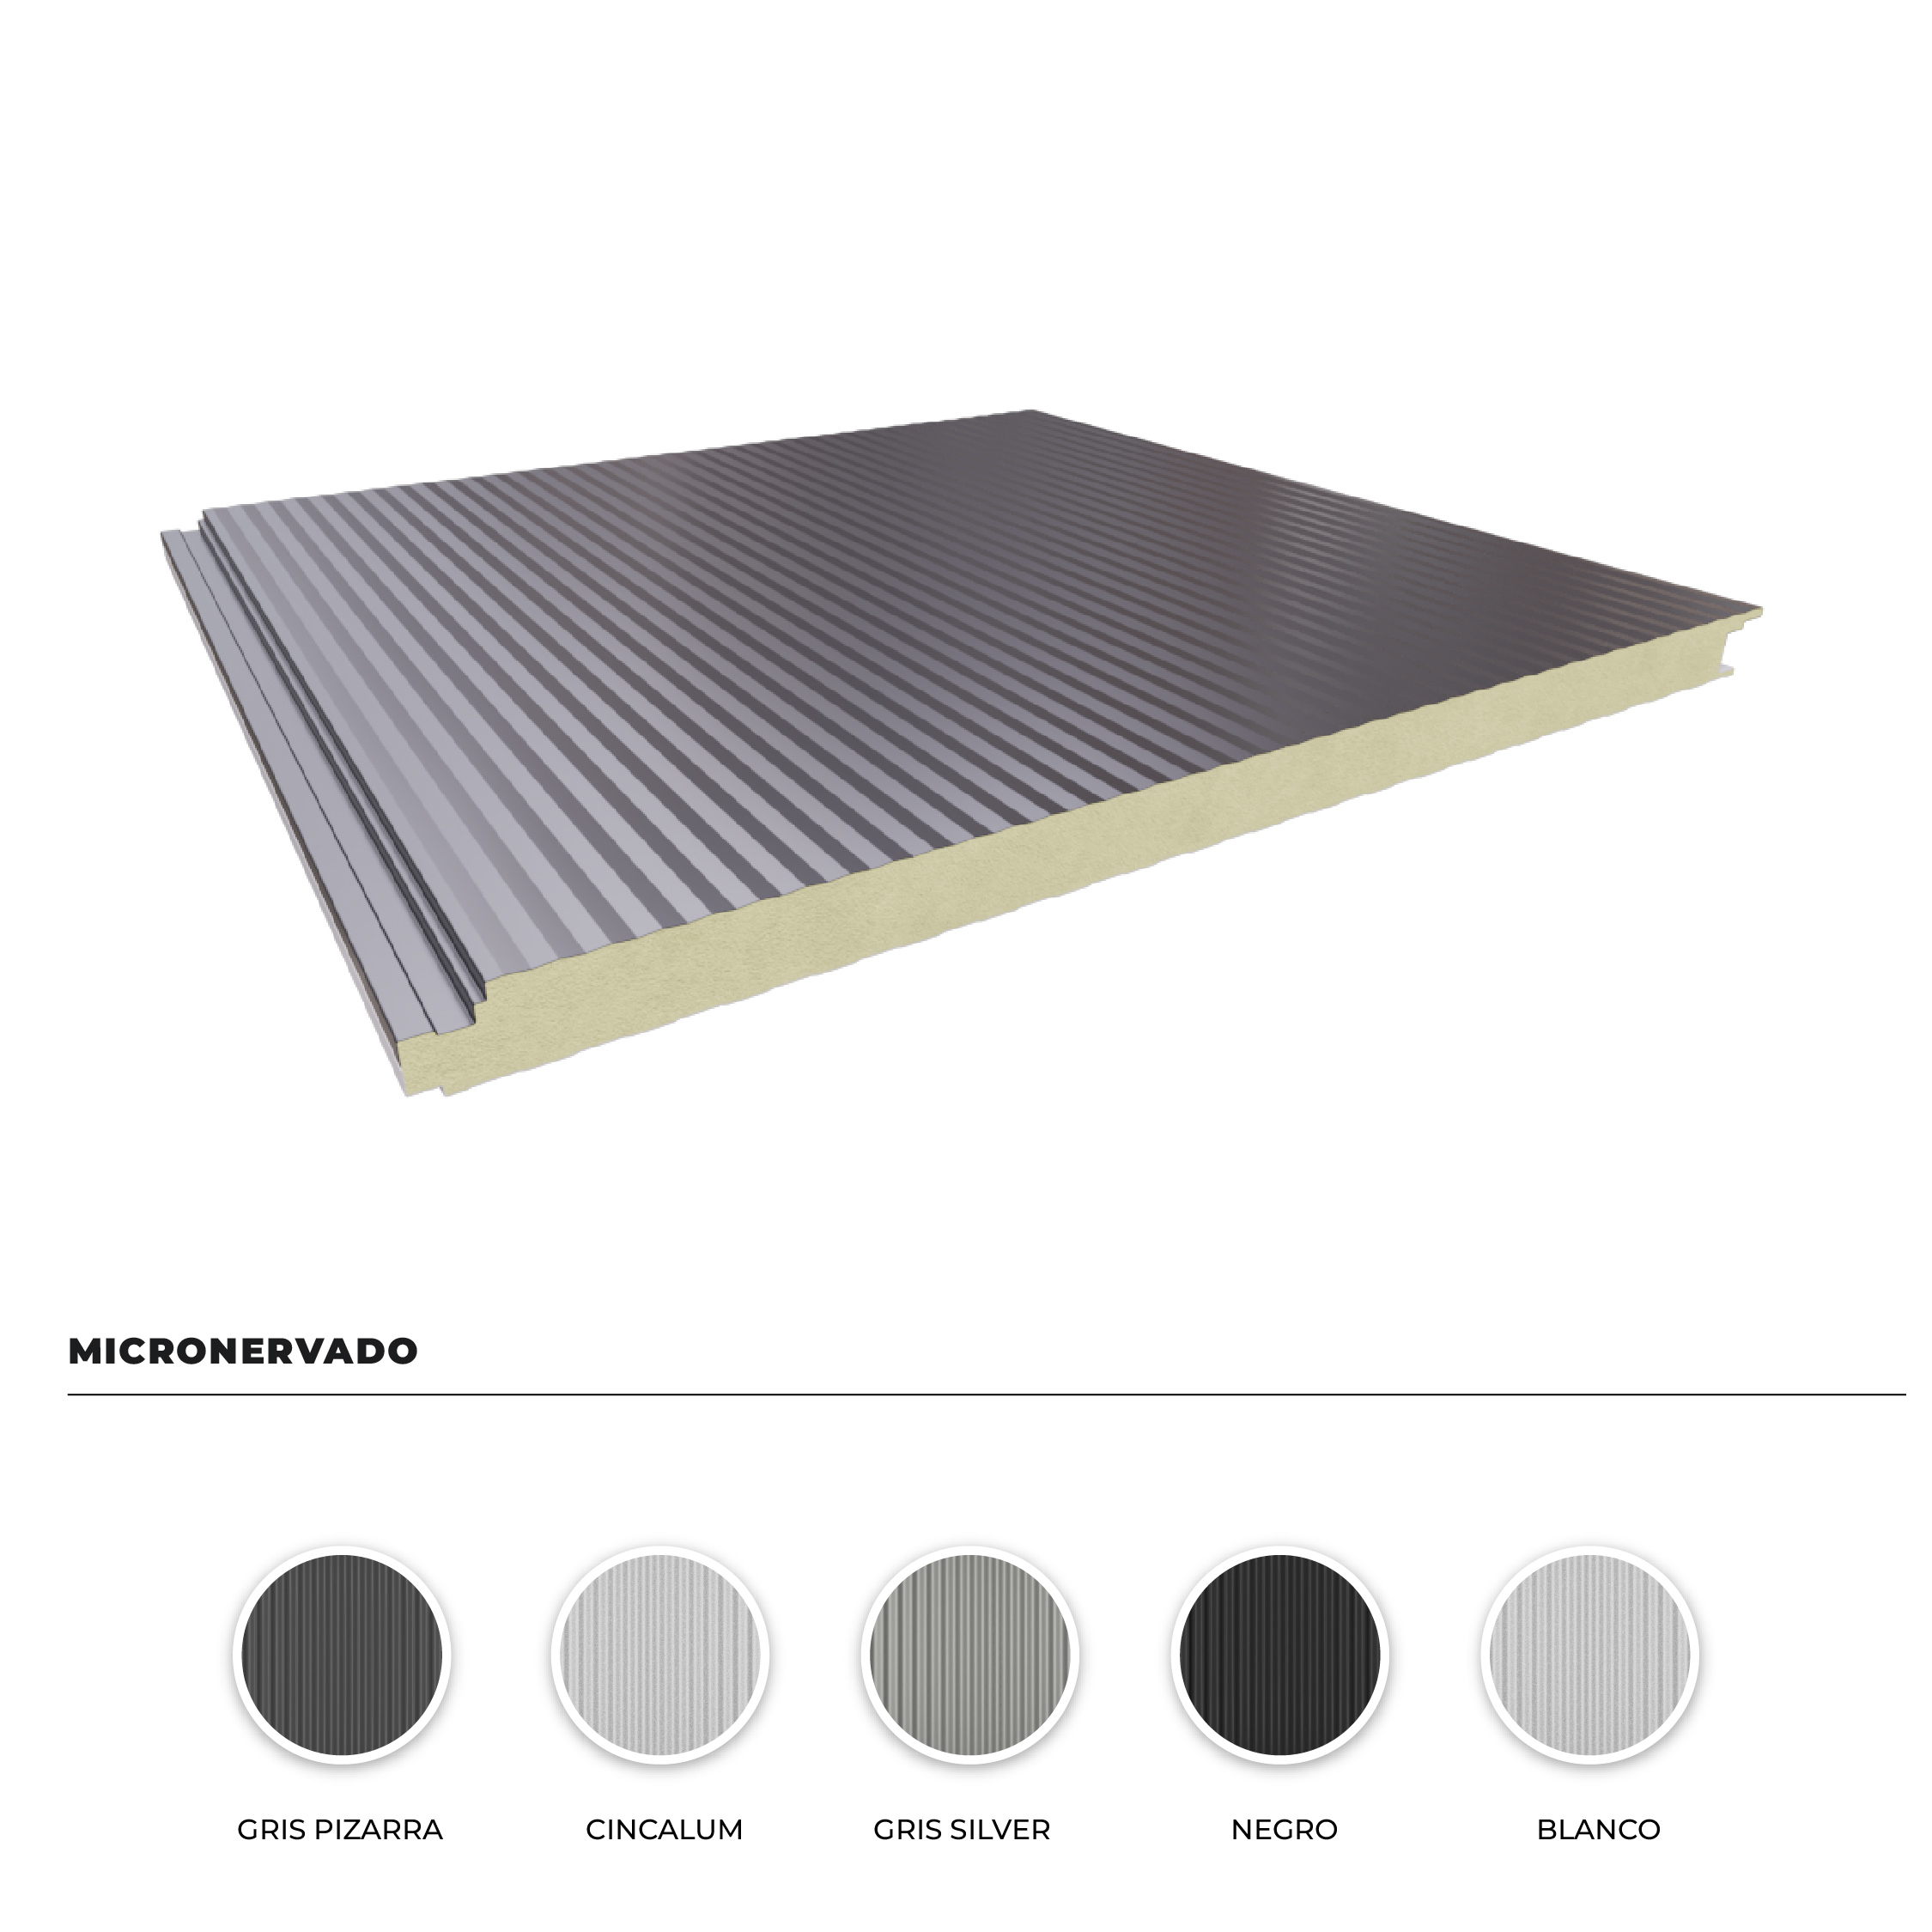 MICRONERVADO
GRIS PIZARRA
CINCALUM
GRIS SILVER
NEGRO
BLANCO